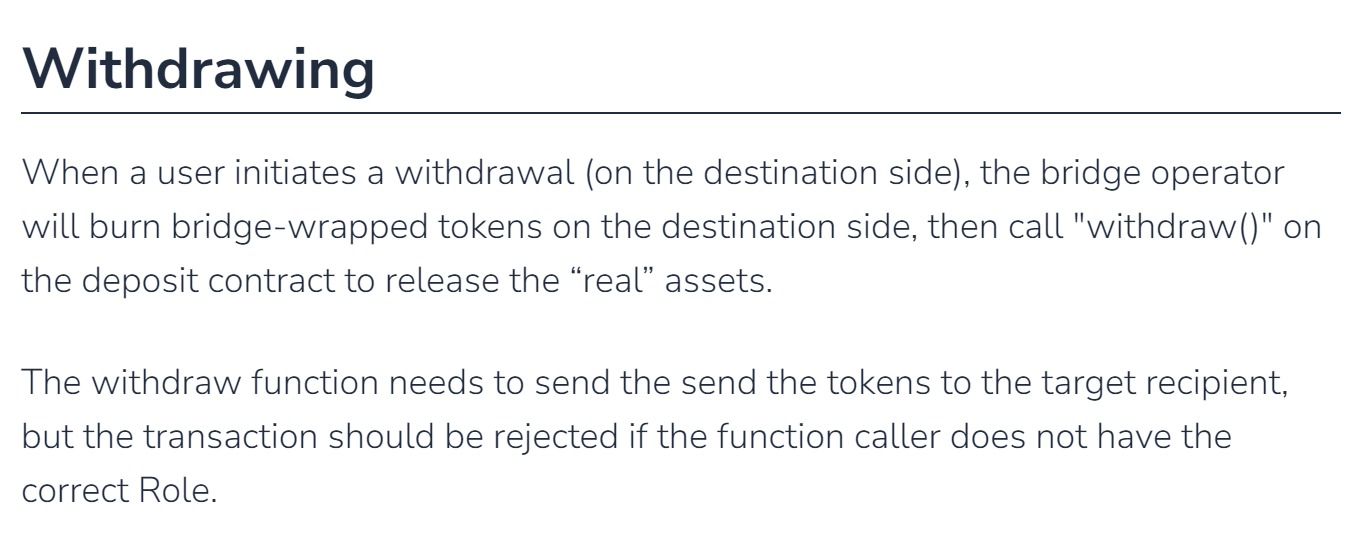 Withdrawing
When a user initiates a withdrawal (on the destination side), the bridge operator
will burn bridge-wrapped tokens on the destination side, then call "withdraw()" on
the deposit contract to release the “real” assets.
The withdraw function needs to send the send the tokens to the target recipient,
but the transaction should be rejected if the function caller does not have the
correct Role.